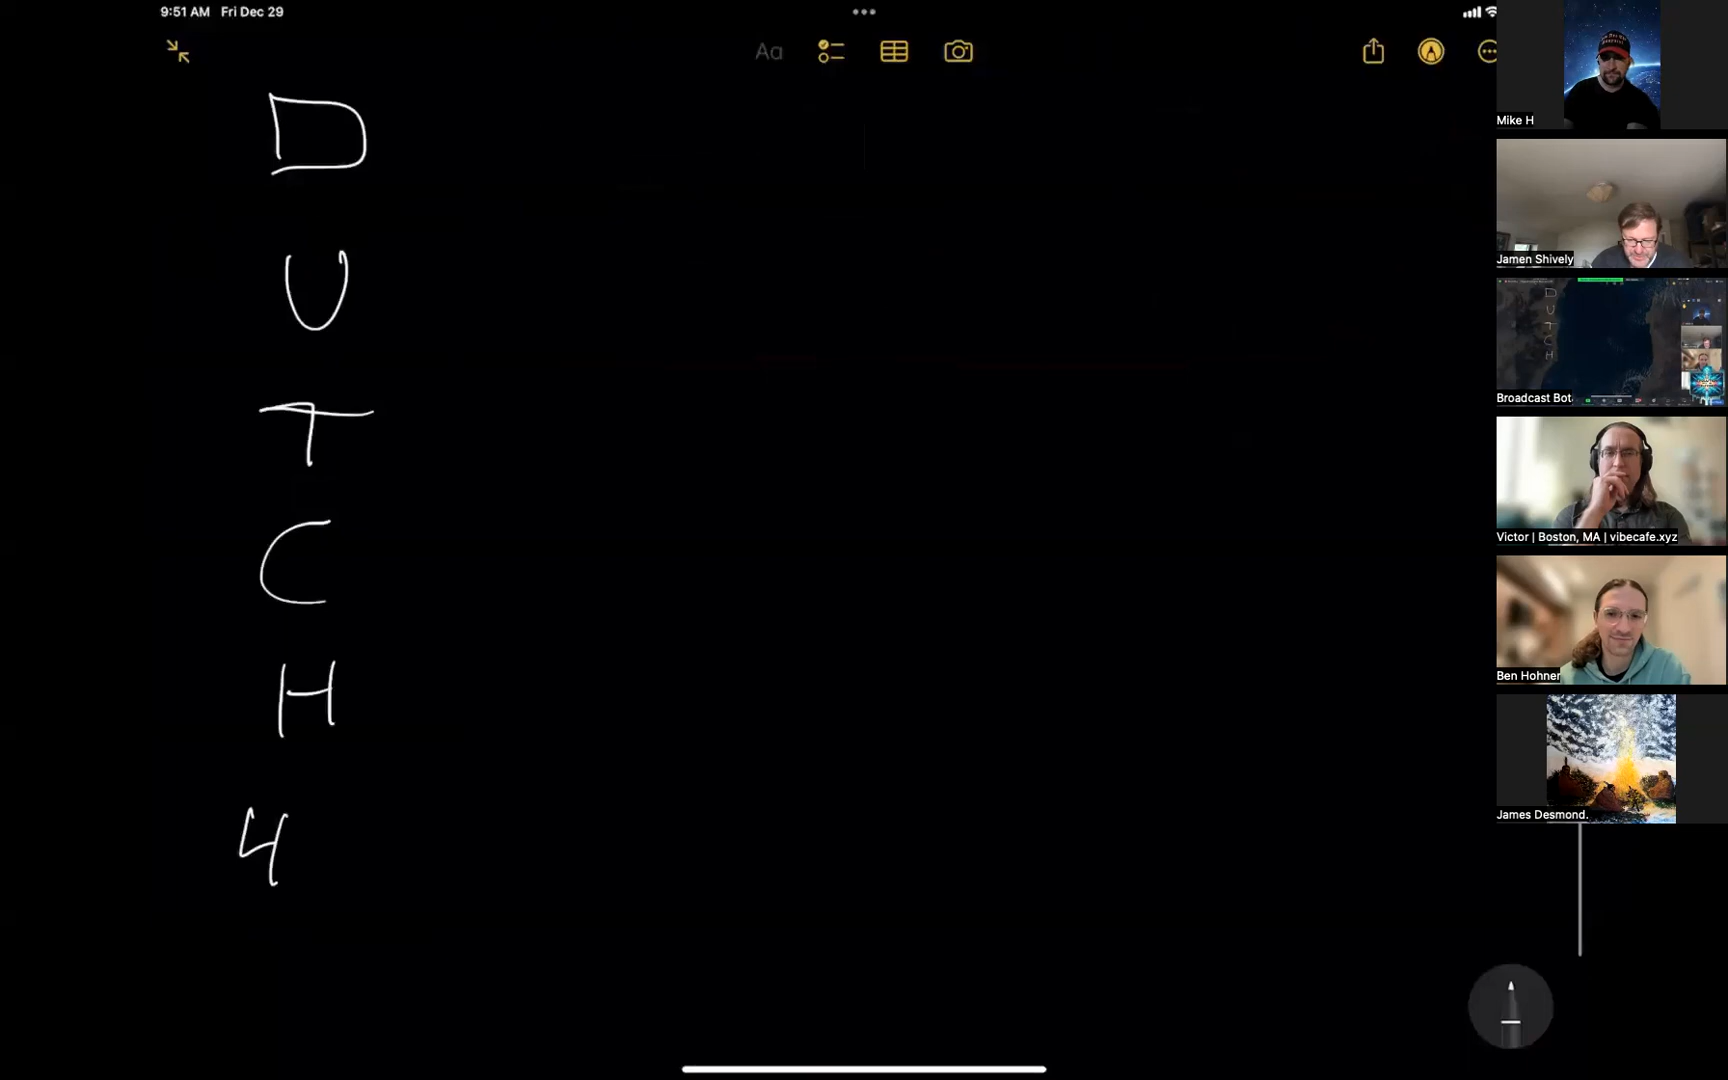 9:51 AM Fri Dec 29
Aa
D
U
T
C
H
4
Mike H
Jamen Shively
Broadcast Bot
Victor | Boston, MA | vibecafe.xyz
Ben Hohner
James Desmond.